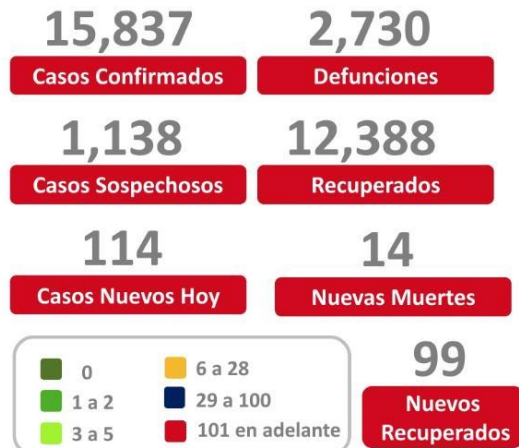 15,837
Casos Confirmados
2,730
Defunciones
1,138
Casos Sospechosos
12,388
Recuperados
114
Casos Nuevos Hoy
14
Nuevas Muertes
0
1 a 2
3 a 5
6 a 28
29 a 100
101 en adelante
99
Nuevos
Recuperados